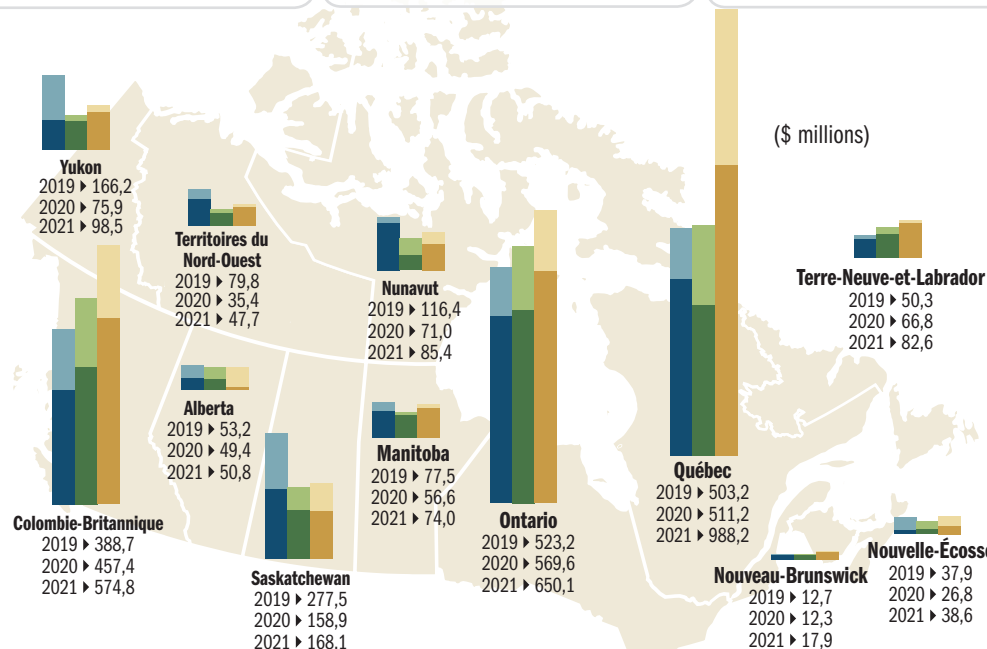 ($ millions)
Yukon
2019 ▸ 166,2
2020 ▸ 75,9
2021 ▸ 98,5
Territoires du
Nord-Ouest
2019 ▸ 79,8
2020 ▸ 35,4
2021 ▸ 47,7
Nunavut
2019 ▸ 116,4
2020 ▸ 71,0
2021 ▸ 85,4
Terre-Neuve-et-Labrador
2019 ▸ 50,3
2020 ▸ 66,8
2021 ▸ 82,6
Colombie-Britannique
2019 ▸ 388,7
2020 ▸ 457,4
2021 ▸ 574,8
Alberta
2019 ▸ 53,2
2020 ▸ 49,4
2021 ▸ 50,8
Saskatchewan
2019 ▸ 277,5
2020 ▸ 158,9
2021 ▸ 168,1
Manitoba
2019 ▸ 77,5
2020 ▸ 56,6
2021 ▸ 74,0
Ontario
2019 ▸ 523,2
2020 ▸ 569,6
2021 ▸ 650,1
Québec
2019 ▸ 503,2
2020 ▸ 511,2
2021 ▸ 988,2
Nouveau-Brunswick
2019 ▸ 12,7
2020 ▸ 12,3
2021 ▸ 17,9
Nouvelle-Écosse
2019 ▸ 37,9
2020 ▸ 26,8
2021 ▸ 38,6